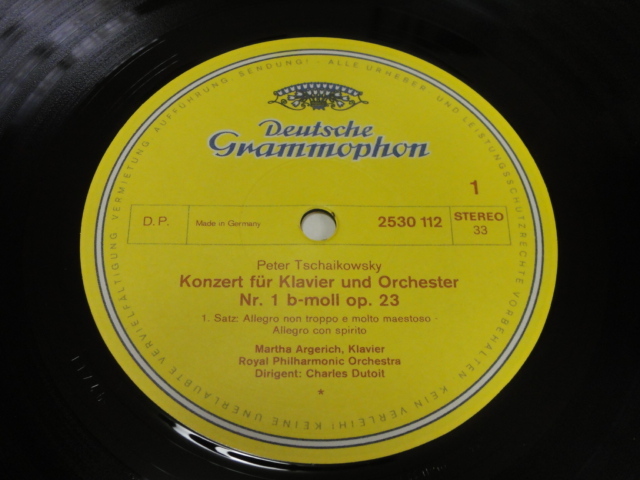 Deutsche
Grammophon
1
D.P.
Made in Germany
2530 112
STEREO
33
Peter Tschaikowsky
Konzert für Klavier und Orchester
Nr. 1 b-moll op. 23
1. Satz: Allegro non troppo e molto maestoso -
Allegro con spirito
Martha Argerich, Klavier
Royal Philharmonic Orchestra
Dirigent: Charles Dutoit
*
ALLE URHEBER- UND LEISTUNGSSCHUTZRECHTE VORBEHALTEN · KEIN VERLEIH! KEINE UNERLAUBTE VERVIELFÄLTIGUNG, VERMIETUNG, AUFFÜHRUNG, SENDUNG!